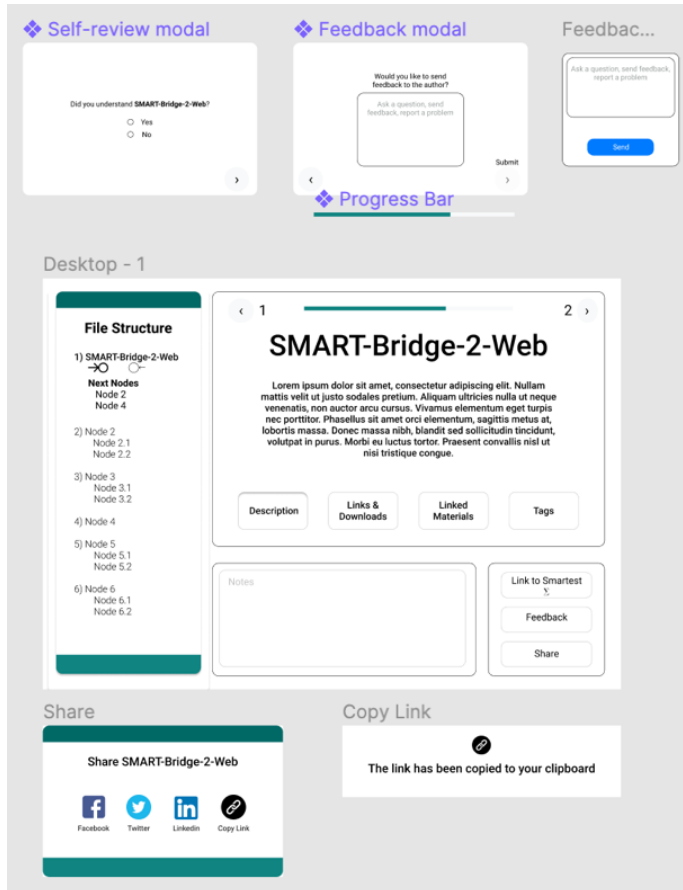 Self-review modal
Did you understand SMART-Bridge-2-Web?
Yes
No
›
Feedback modal
Would you like to send
feedback to the author?
Ask a question, send
feedback, report a problem
Submit
‹
›
Feedbac...
Ask a question, send feedback,
report a problem
Send
Progress Bar
Desktop - 1
File Structure
1) SMART-Bridge-2-Web
Next Nodes
Node 2
Node 4
2) Node 2
Node 2.1
Node 2.2
3) Node 3
Node 3.1
Node 3.2
4) Node 4
5) Node 5
Node 5.1
Node 5.2
6) Node 6
Node 6.1
Node 6.2
‹ 1
2 ›
SMART-Bridge-2-Web
Lorem ipsum dolor sit amet, consectetur adipiscing elit. Nullam
mattis velit ut justo sodales pretium. Aliquam ultricies nulla ut neque
venenatis, non auctor arcu cursus. Vivamus elementum eget turpis
nec porttitor. Phasellus sit amet orci elementum, sagittis metus at,
lobortis massa. Donec massa nibh, blandit sed sollicitudin tincidunt,
volutpat in purus. Morbi eu luctus tortor. Praesent convallis nisl ut
nisi tristique congue.
Description
Links &
Downloads
Linked
Materials
Tags
Notes
Link to Smartest
Feedback
Share
Share
Share SMART-Bridge-2-Web
Facebook
Twitter
Linkedin
Copy Link
Copy Link
The link has been copied to your clipboard